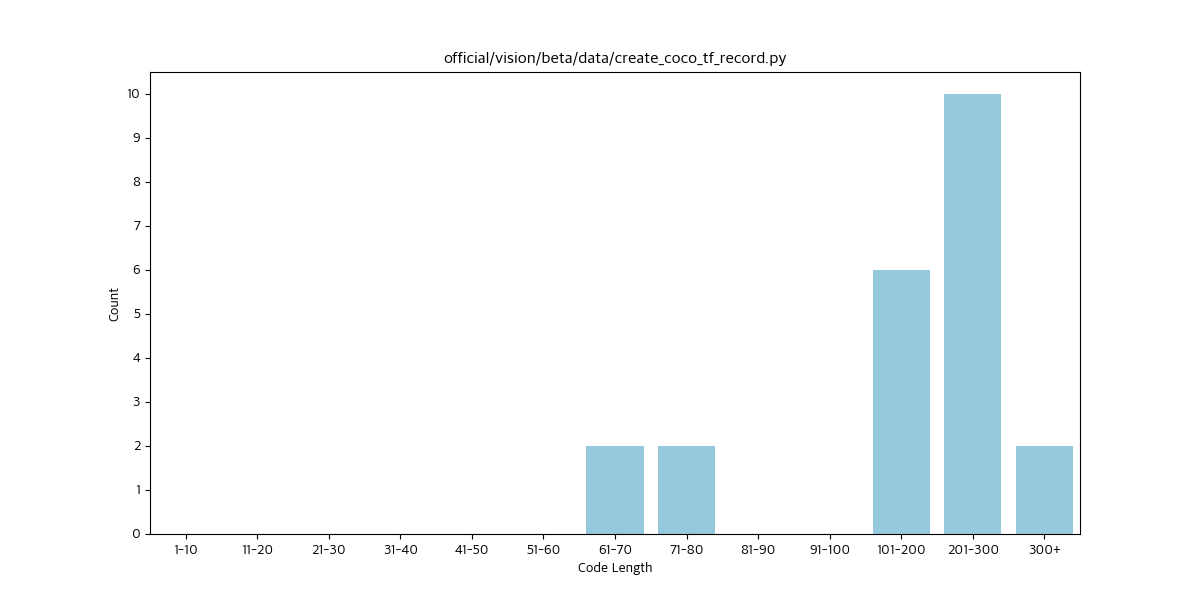 official/vision/beta/data/create_coco_tf_record.py
10
9
8
7
6
5
4
3
2
1
0
Count
1-10 11-20 21-30 31-40 41-50 51-60 61-70 71-80 81-90 91-100 101-200 201-300 300+
Code Length